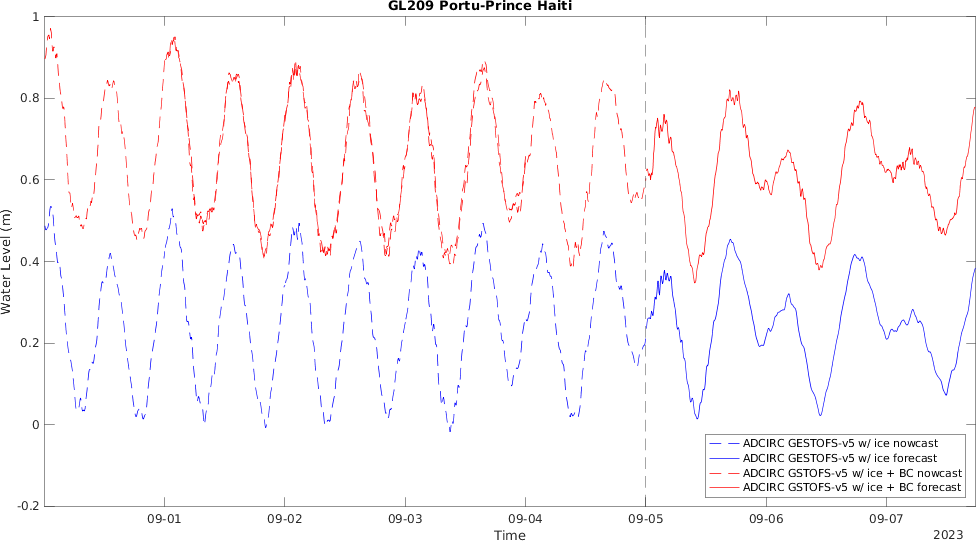 GL209 Portu-Prince Haiti
Water Level (m)
1
0.8
0.6
0.4
0.2
0
-0.2
ADCIRC GESTOFS-v5 w/ ice nowcast
ADCIRC GESTOFS-v5 w/ ice forecast
ADCIRC GSTOFS-v5 w/ ice + BC nowcast
ADCIRC GSTOFS-v5 w/ ice + BC forecast
09-01 09-02 09-03 09-04 09-05 09-06 09-07
Time
2023